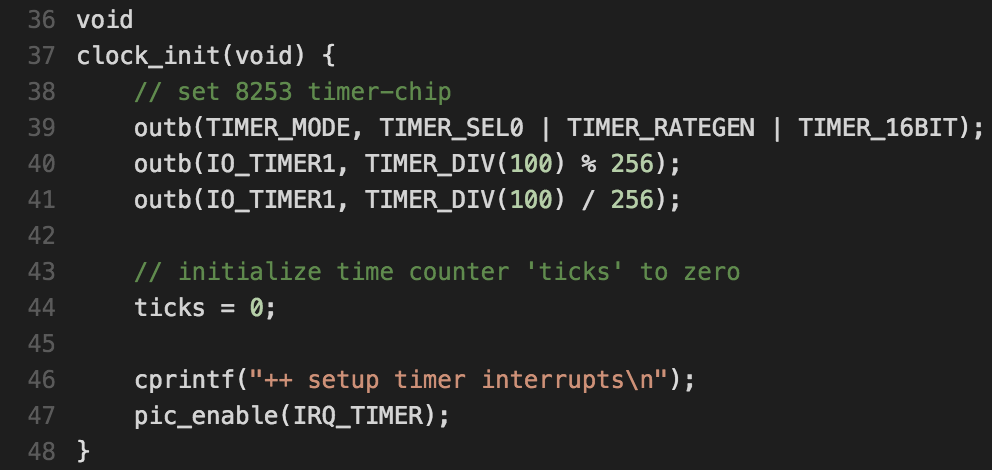 36 void
37 clock_init(void) {
38     // set 8253 timer-chip
39     outb(TIMER_MODE, TIMER_SEL0 | TIMER_RATEGEN | TIMER_16BIT);
40     outb(IO_TIMER1, TIMER_DIV(100) % 256);
41     outb(IO_TIMER1, TIMER_DIV(100) / 256);
42
43     // initialize time counter 'ticks' to zero
44     ticks = 0;
45
46     cprintf("++ setup timer interrupts\n");
47     pic_enable(IRQ_TIMER);
48 }